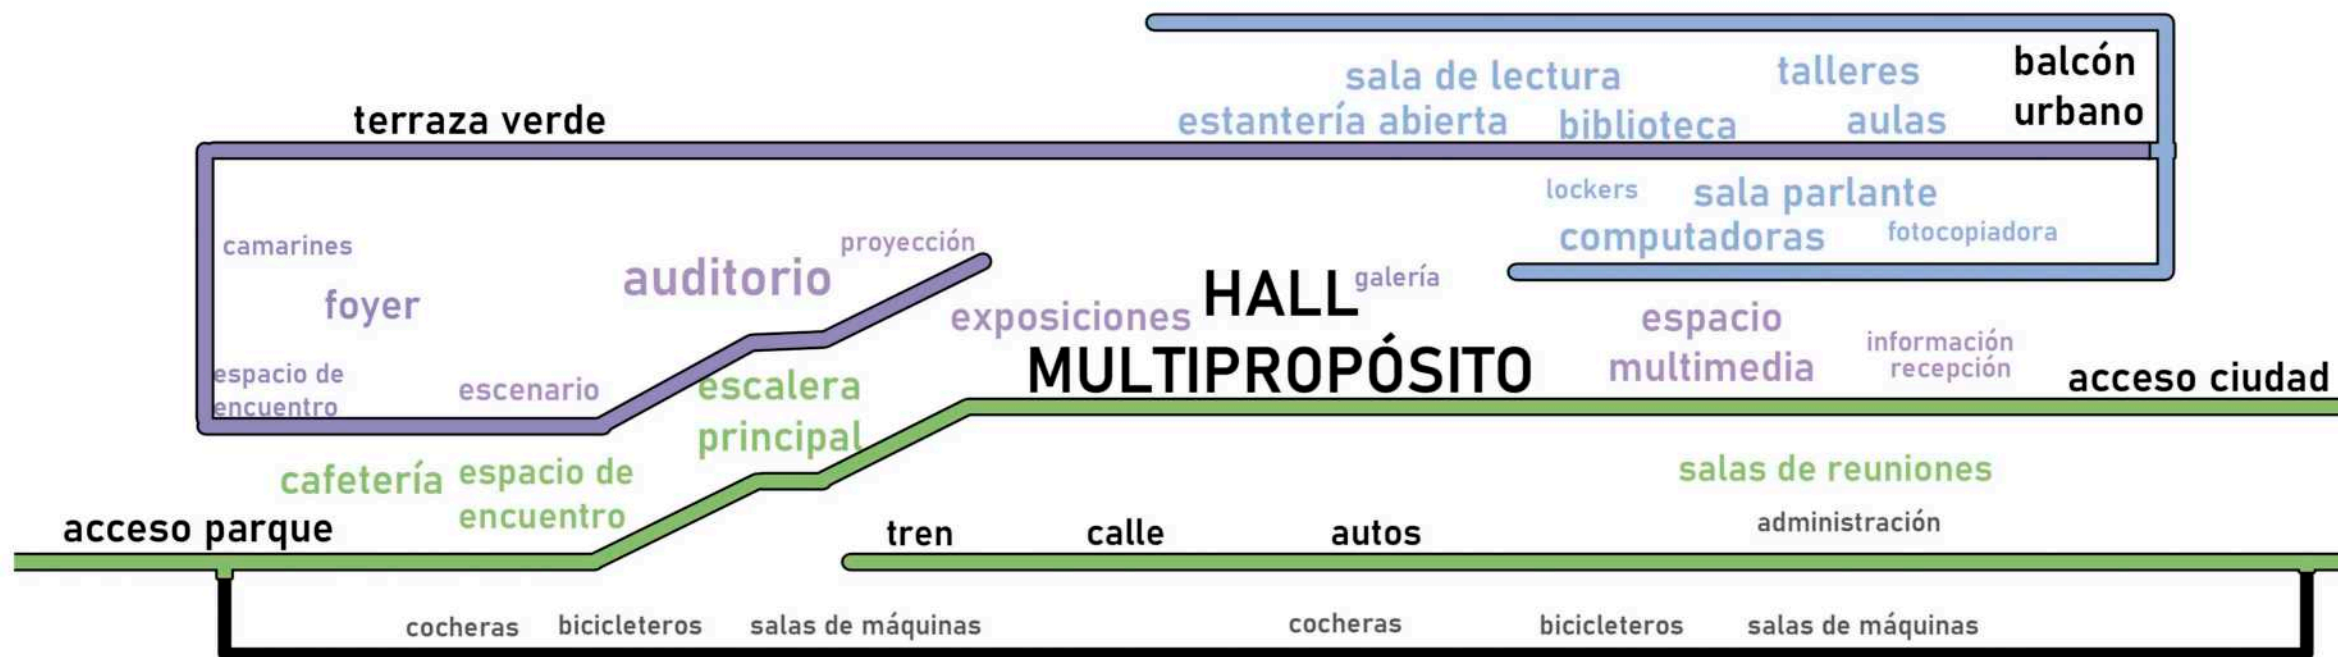 sala de lectura
talleres
balcón
urbano
terraza verde
estantería abierta
biblioteca
aulas
lockers
sala parlante
computadoras
fotocopiadora
camarines
foyer
auditorio
proyección
espacio de
encuentro
escenario
escalera
principal
exposiciones
HALL
MULTIPROPÓSITO
galería
espacio
multimedia
información
recepción
acceso ciudad
cafetería
espacio de
encuentro
acceso parque
tren
calle
autos
salas de reuniones
administración
cocheras
bicicleteros
salas de máquinas
cocheras
bicicleteros
salas de máquinas